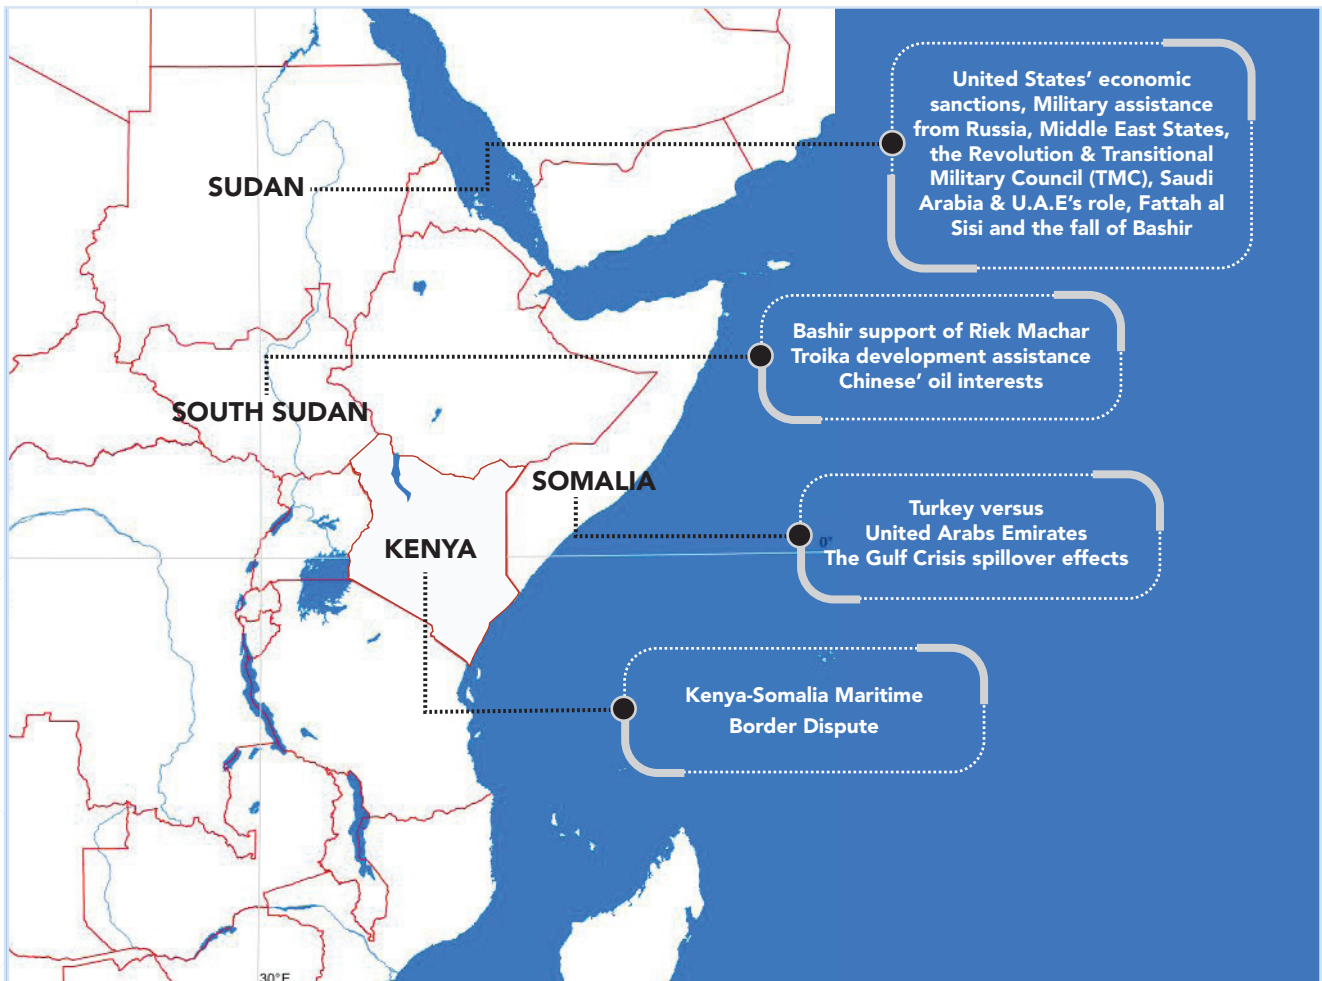 United States’ economic
sanctions, Military assistance
from Russia, Middle East States,
the Revolution & Transitional
Military Council (TMC), Saudi
Arabia & U.A.E’s role, Fattah al
Sisi and the fall of Bashir
SUDAN
Bashir support of Riek Machar
Troika development assistance
Chinese’ oil interests
SOUTH SUDAN
SOMALIA
Turkey versus
United Arabs Emirates
The Gulf Crisis spillover effects
0°
KENYA
Kenya-Somalia Maritime
Border Dispute
30°E